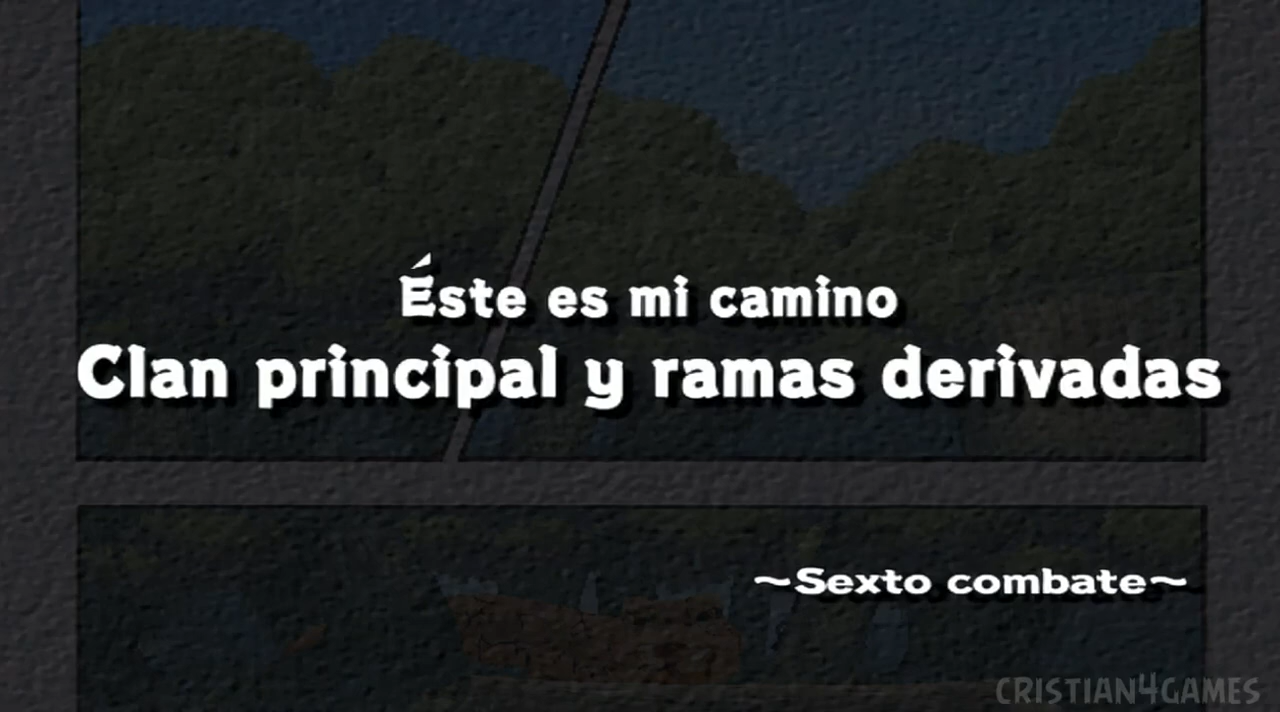 Éste es mi camino
Clan principal y ramas derivadas
~Sexto combate~
CRISTIAN4GAMES